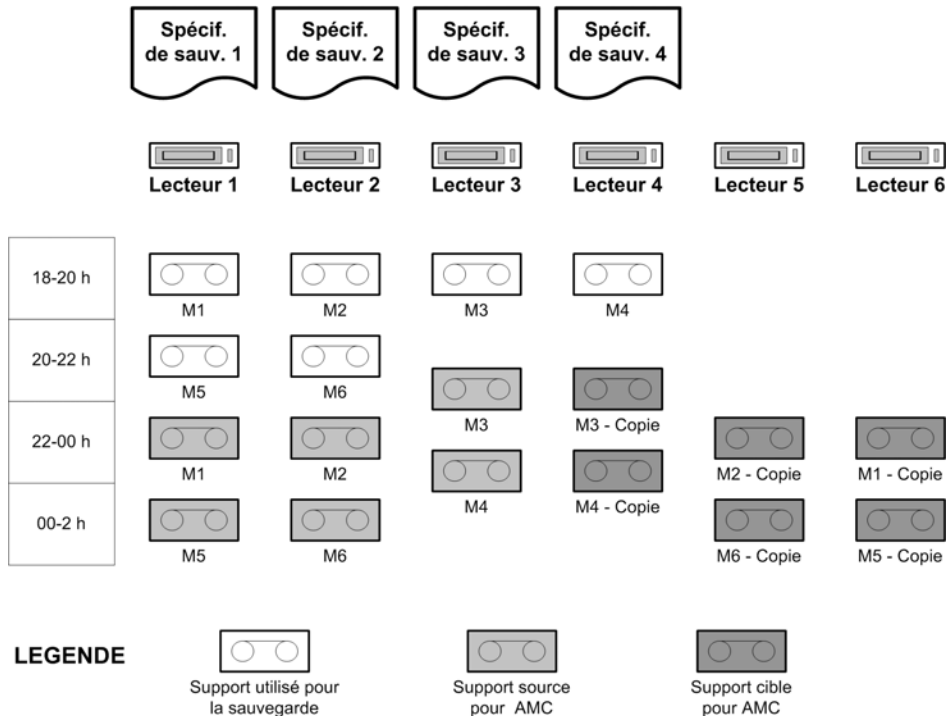 Spécif.
de sauv. 1
Spécif.
de sauv. 2
Spécif.
de sauv. 3
Spécif.
de sauv. 4
Lecteur 1
Lecteur 2
Lecteur 3
Lecteur 4
Lecteur 5
Lecteur 6
18-20 h
M1
M2
M3
M4
20-22 h
M5
M6
M3
M3 - Copie
22-00 h
M1
M2
M2 - Copie
M1 - Copie
M4
M4 - Copie
00-2 h
M5
M6
M6 - Copie
M5 - Copie
LEGENDE
Support utilisé pour
la sauvegarde
Support source
pour AMC
Support cible
pour AMC